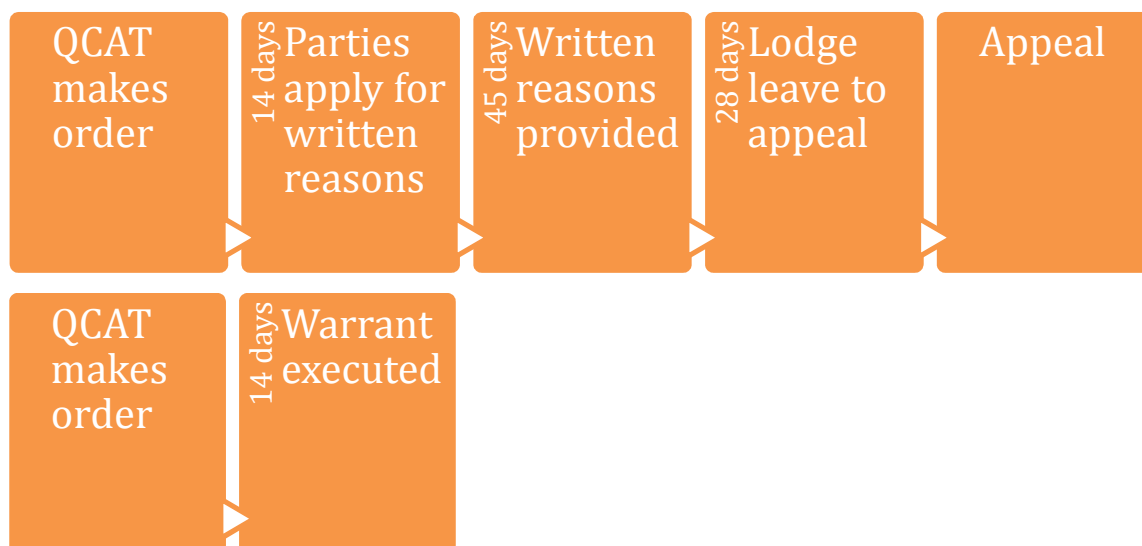 QCAT
makes
order
14 days
Parties
apply for
written
reasons
45 days
Written
reasons
provided
28 days
Lodge
leave to
appeal
Appeal
QCAT
makes
order
14 days
Warrant
executed